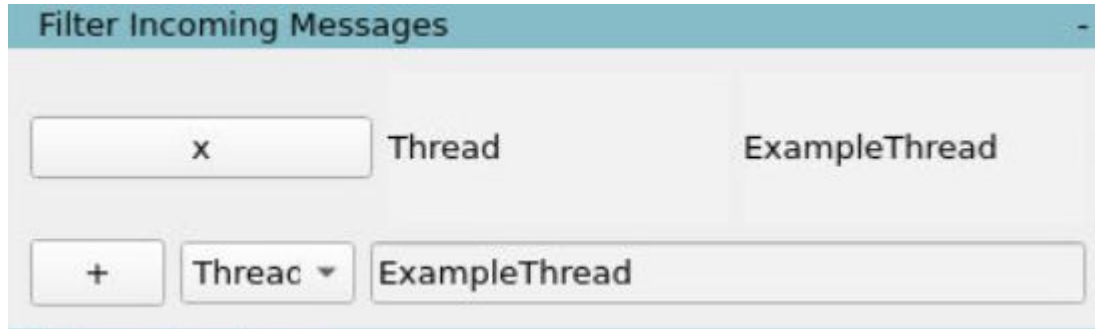 Filter Incoming Messages -
x Thread ExampleThread
+ Threac ExampleThread